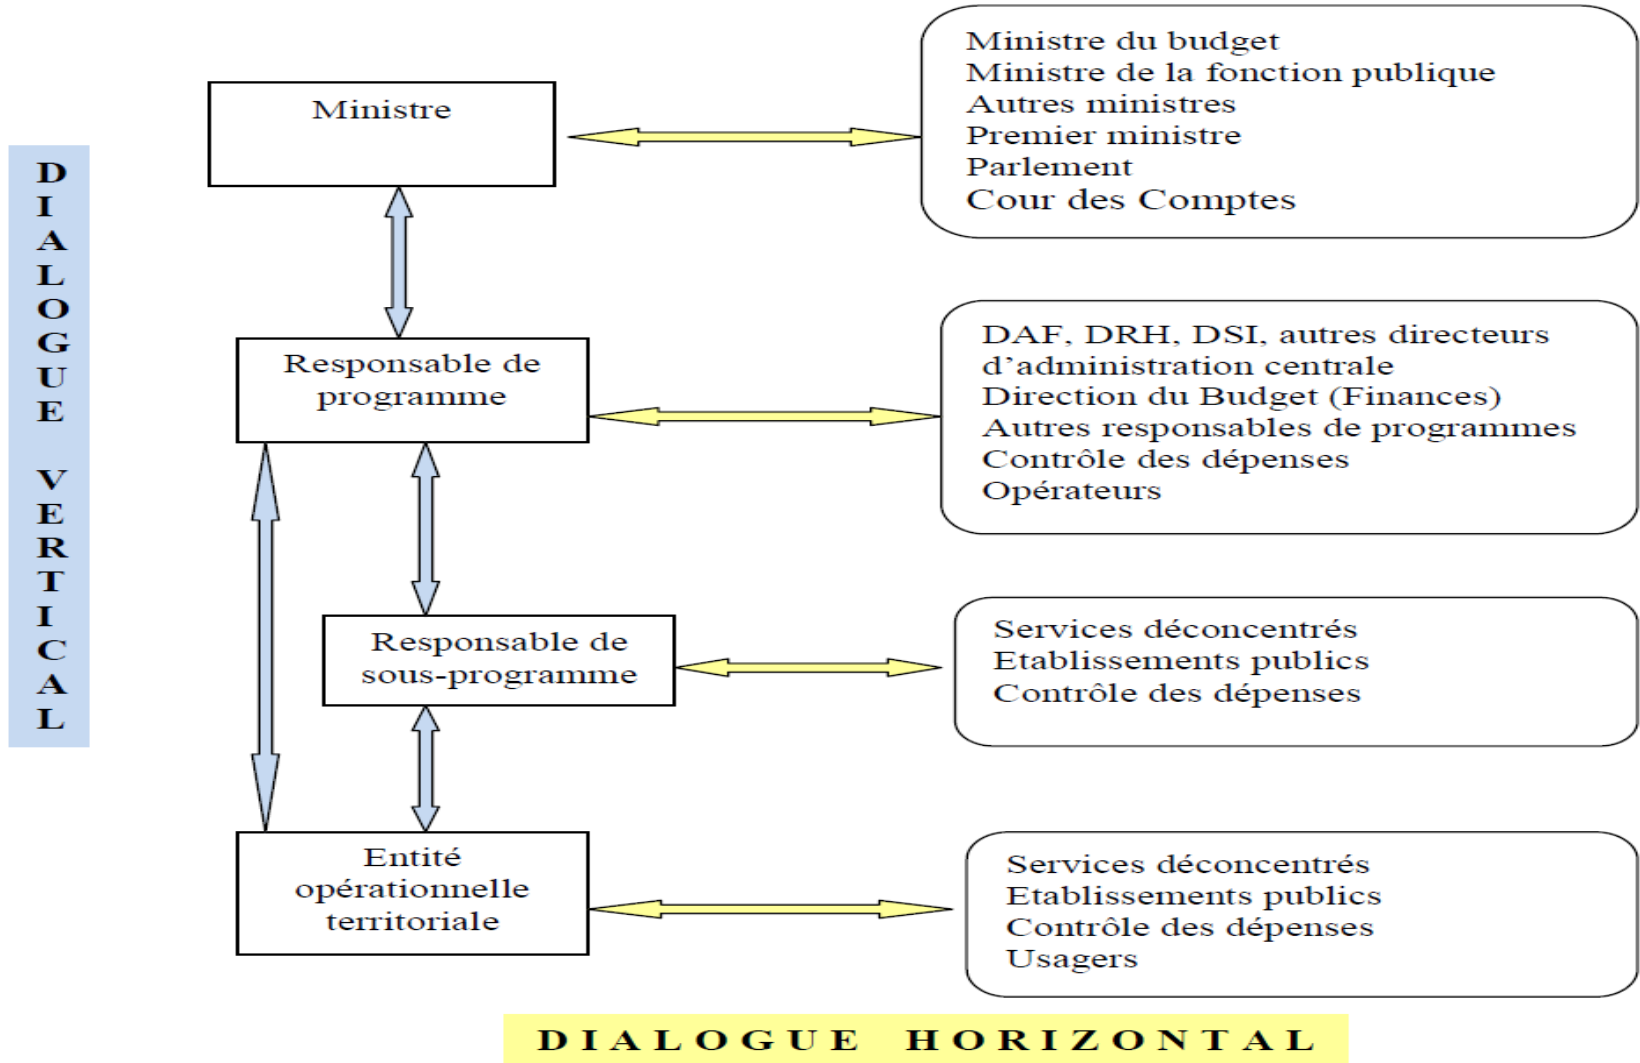 DIALOGUE VERTICAL
Ministre
Ministre du budget
Ministre de la fonction publique
Autres ministres
Premier ministre
Parlement
Cour des Comptes
Responsable de
programme
DAF, DRH, DSI, autres directeurs
d’administration centrale
Direction du Budget (Finances)
Autres responsables de programmes
Contrôle des dépenses
Opérateurs
Responsable de
sous-programme
Services déconcentrés
Etablissements publics
Contrôle des dépenses
Entité
opérationnelle
territoriale
Services déconcentrés
Etablissements publics
Contrôle des dépenses
Usagers
DIALOGUE HORIZONTAL